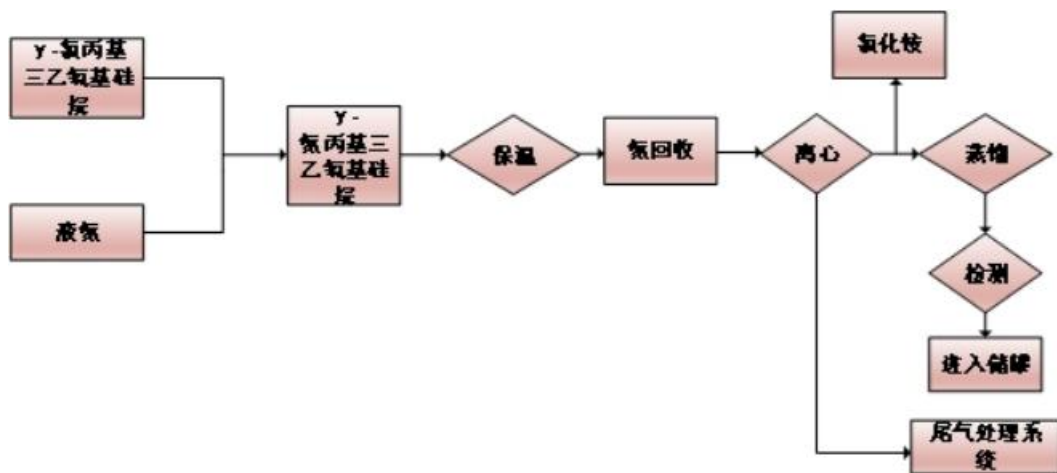 γ-氯丙基
三乙氧基硅
烷
液氨
γ-
氨丙基三
乙氧基硅
烷
保温
氨回收
离心
氯化铵
蒸馏
检测
进入储罐
尾气处理系
统